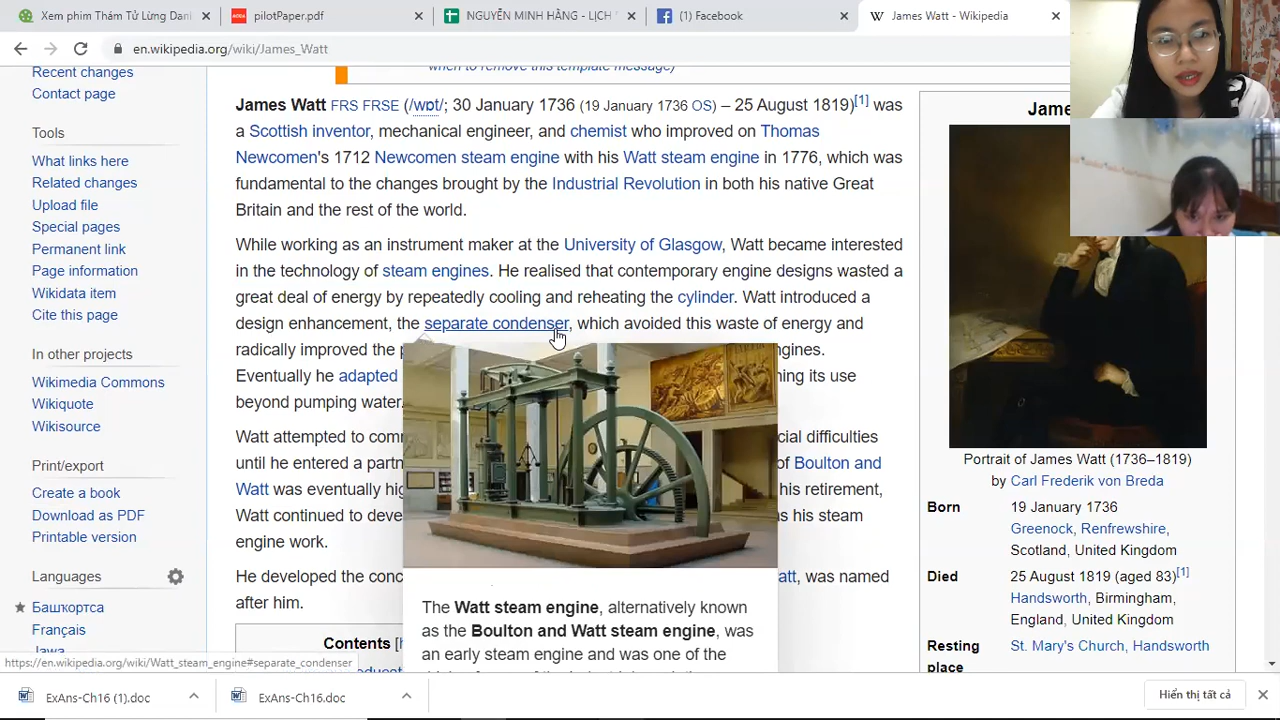 Xem phim Thám Tử Lừng Dani
pilotPaper.pdf
NGUYỄN MINH HẰNG - LỊCH
(1) Facebook
James Watt - Wikipedia
en.wikipedia.org/wiki/James_Watt
Recent changes
Contact page
Tools
What links here
Related changes
Upload file
Special pages
Permanent link
Page information
Wikidata item
Cite this page
In other projects
Wikimedia Commons
Wikiquote
Wikisource
Print/export
Create a book
Download as PDF
Printable version
Languages
Башҡортса
Français
Jawa
when to remove this template message)
James Watt FRS FRSE (/wɒt/; 30 January 1736 (19 January 1736 OS) – 25 August 1819)[1] was
a Scottish inventor, mechanical engineer, and chemist who improved on Thomas
Newcomen's 1712 Newcomen steam engine with his Watt steam engine in 1776, which was
fundamental to the changes brought by the Industrial Revolution in both his native Great
Britain and the rest of the world.
While working as an instrument maker at the University of Glasgow, Watt became interested
in the technology of steam engines. He realised that contemporary engine designs wasted a
great deal of energy by repeatedly cooling and reheating the cylinder. Watt introduced a
design enhancement, the separate condenser, which avoided this waste of energy and
radically improved the p ngines.
Eventually he adapted ning its use
beyond pumping water.
Watt attempted to comm cial difficulties
until he entered a partn of Boulton and
Watt was eventually hig his retirement,
Watt continued to deve s his steam
engine work.
He developed the conc att, was named
after him.
Contents [h
The Watt steam engine, alternatively known
as the Boulton and Watt steam engine, was
an early steam engine and was one of the
Jame
Portrait of James Watt (1736–1819)
by Carl Frederik von Breda
Born 19 January 1736
Greenock, Renfrewshire,
Scotland, United Kingdom
Died 25 August 1819 (aged 83)[1]
Handsworth, Birmingham,
England, United Kingdom
Resting St. Mary's Church, Handsworth
place
https://en.wikipedia.org/wiki/Watt_steam_engine#separate_condenser
ExAns-Ch16 (1).doc
ExAns-Ch16.doc
Hiển thị tất cả